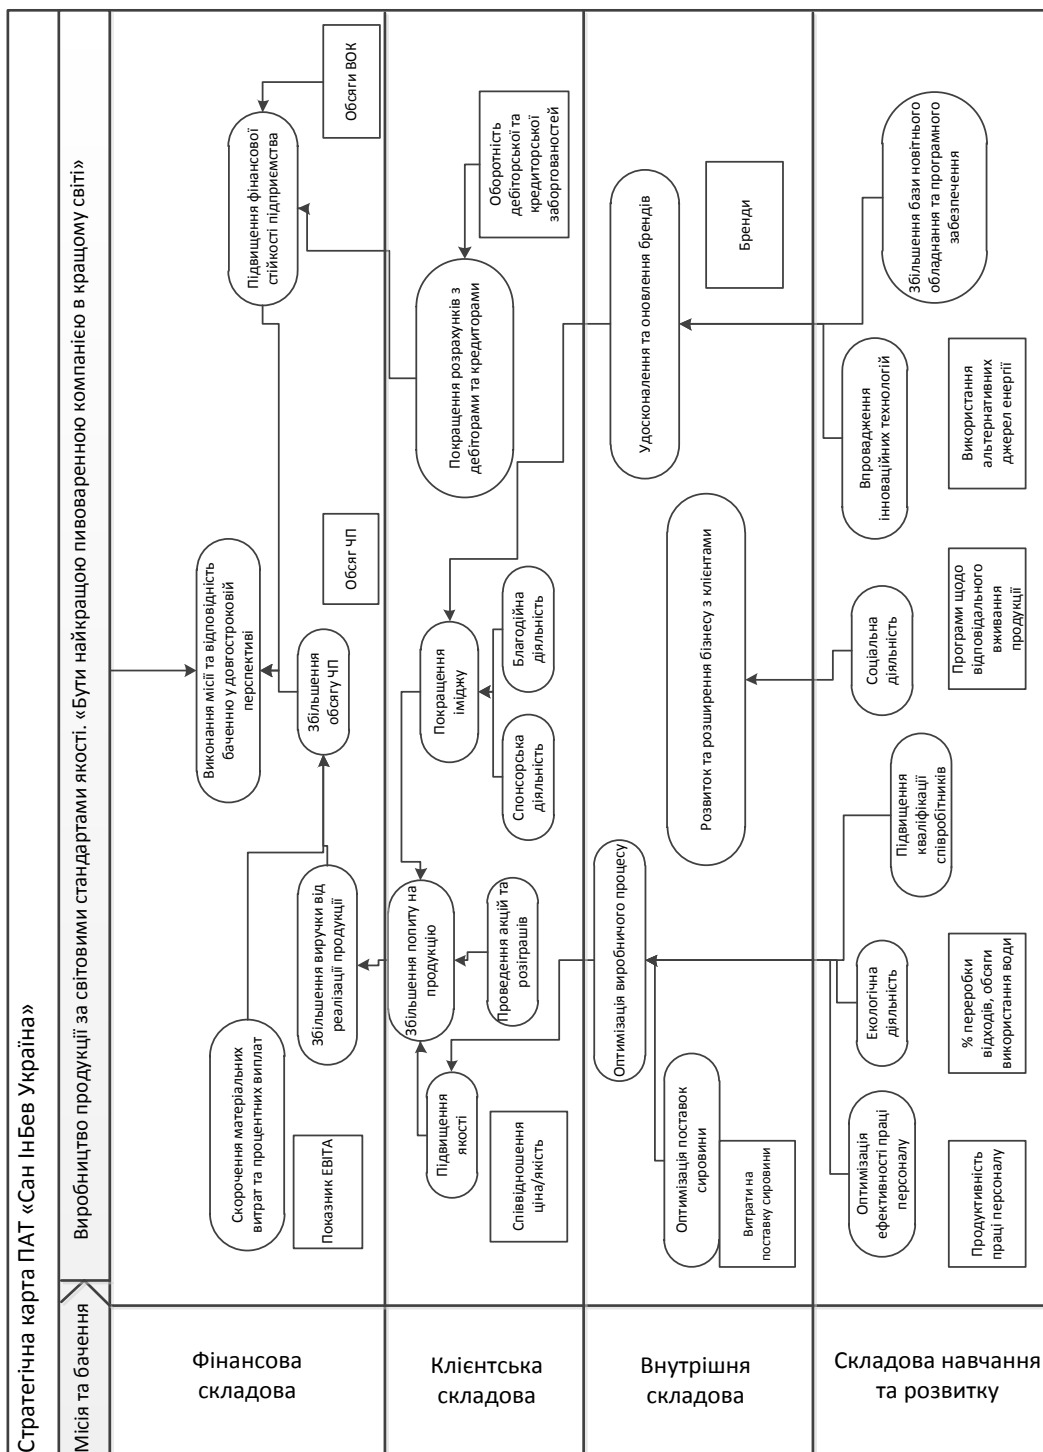 Стратегічна карта ПАТ «Сан ІнБев Україна»
Місія та бачення
Виробництво продукції за світовими стандартами якості. «Бути найкращою пивоваренною компанією в кращому світі»
Фінансова
складова
Виконання місії та відповідність
баченню у довгостроковій
перспективі
Скорочення матеріальних
витрат та процентних виплат
Підвищення фінансової
стійкості підприємства
Показник EBITA
Збільшення виручки від
реалізації продукції
Збільшення
обсягу ЧП
Обсяг ЧП
Обсяги ВОК
Клієнтська
складова
Підвищення
якості
Збільшення попиту на
продукцію
Покращення
іміджу
Покращення розрахунків з
дебіторами та кредиторами
Співвідношення
ціна/якість
Проведення акцій та
розіграшів
Спонсорська
діяльність
Благодійна
діяльність
Оборотність
дебіторської та
кредиторської
заборгованостей
Внутрішня
складова
Оптимізація виробничого процесу
Удосконалення та оновлення брендів
Оптимізація поставок
сировини
Розвиток та розширення бізнесу з клієнтами
Бренди
Витрати на
поставку сировини
Складова навчання
та розвитку
Оптимізація
ефективності праці
персоналу
Екологічна
діяльність
Підвищення
кваліфікації
співробітників
Соціальна
діяльність
Впровадження
інноваційних технологій
Збільшення бази новітнього
обладнання та програмного
забезпечення
Продуктивність
праці персоналу
% переробки
відходів, обсяги
використання води
Програми щодо
відповідального
вживання
продукції
Використання
альтернативних
джерел енергії